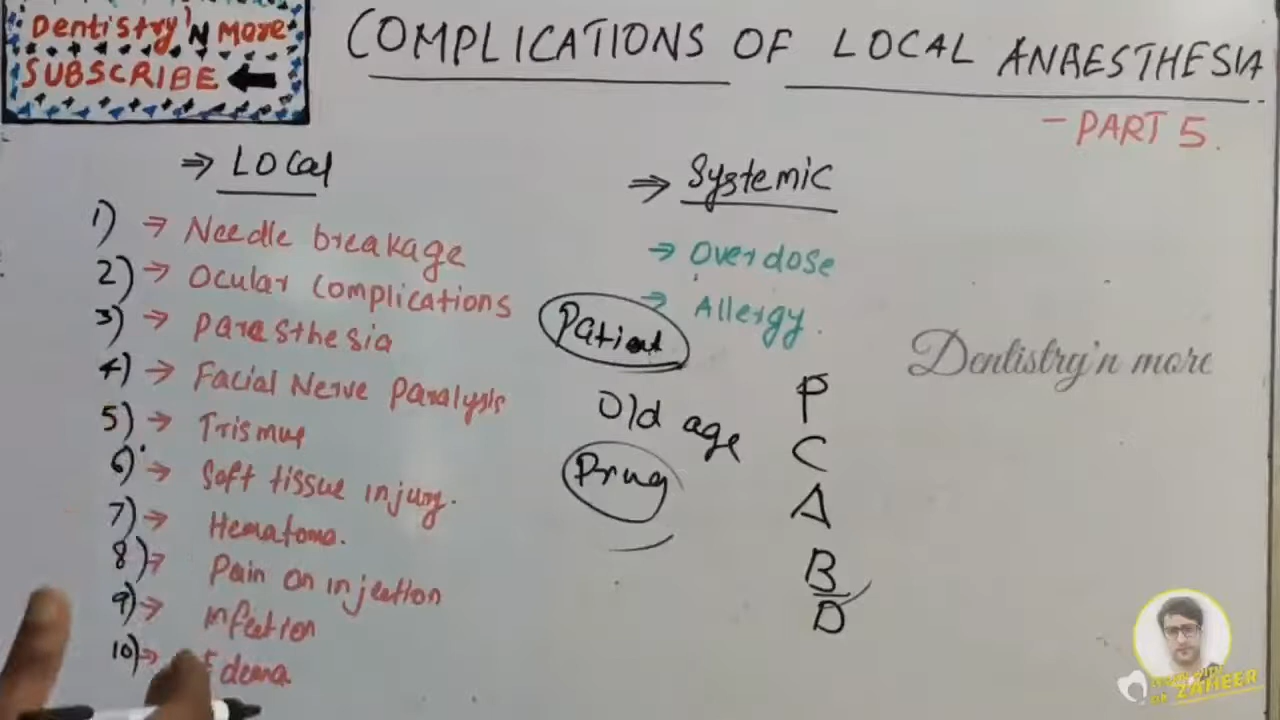 Dentistry'N More
SUBSCRIBE
COMPLICATIONS OF LOCAL ANAESTHESIA
- PART 5.
⇒ Local
1) → Needle breakage
2) → Ocular complications
3) → Paresthesia
4) → Facial Nerve Paralysis
5) → Trismus
6) → Soft tissue injury.
7) → Hematoma.
8) → Pain on injection
9) → Infection
10) → Edema
⇒ Systemic
→ Overdose
→ Allergy.
Patient
Old age
Drug
P
C
A
B
D
Dentistry'n more
ZAMEER